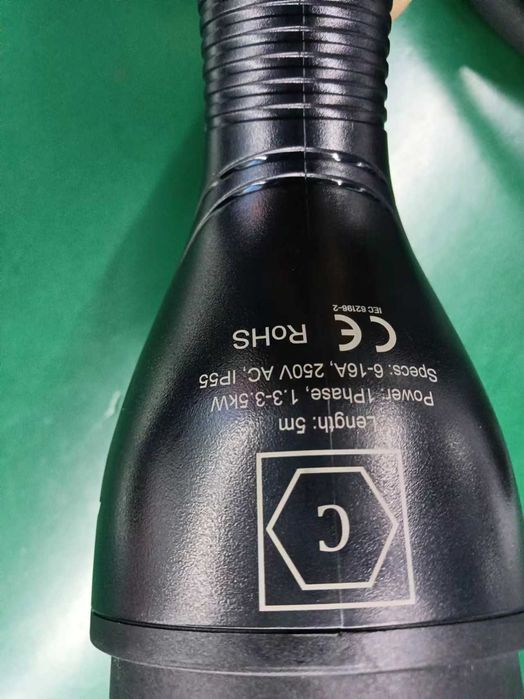 C
Length: 5m
Power: 1Phase, 1.3-3.5kW
Specs: 6-16A, 250V AC, IP55
CE RoHS
IEC 62196-2